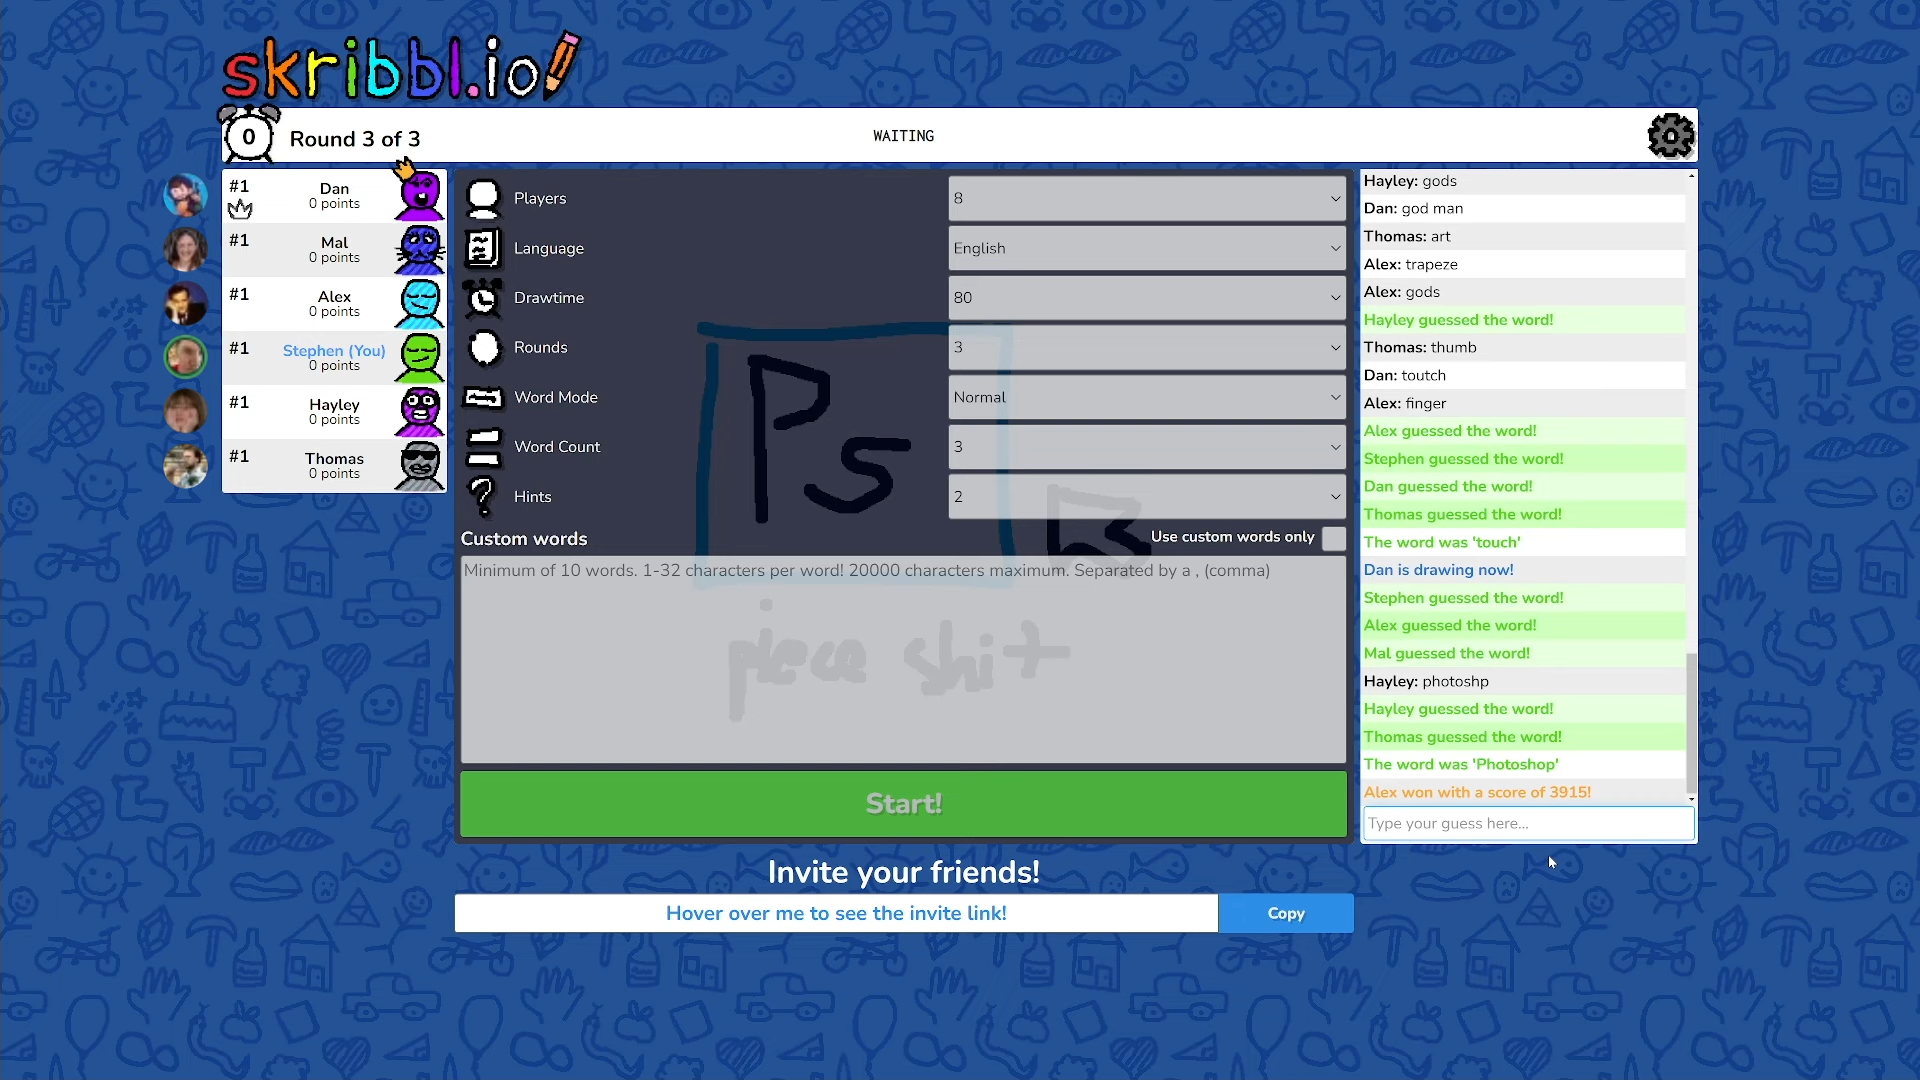 skribbl.io
0
Round 3 of 3
WAITING
#1
Dan
0 points
#1
Mal
0 points
#1
Alex
0 points
#1
Stephen (You)
0 points
#1
Hayley
0 points
#1
Thomas
0 points
Players
8
Language
English
Drawtime
80
Rounds
3
Word Mode
Normal
Word Count
3
Hints
2
Ps
Custom words
Use custom words only
Minimum of 10 words. 1-32 characters per word! 20000 characters maximum. Separated by a , (comma)
piece shit
Start!
Invite your friends!
Hover over me to see the invite link!
Copy
Hayley: gods
Dan: god man
Thomas: art
Alex: trapeze
Alex: gods
Hayley guessed the word!
Thomas: thumb
Dan: toutch
Alex: finger
Alex guessed the word!
Stephen guessed the word!
Dan guessed the word!
Thomas guessed the word!
The word was 'touch'
Dan is drawing now!
Stephen guessed the word!
Alex guessed the word!
Mal guessed the word!
Hayley: photoshp
Hayley guessed the word!
Thomas guessed the word!
The word was 'Photoshop'
Alex won with a score of 3915!
Type your guess here...